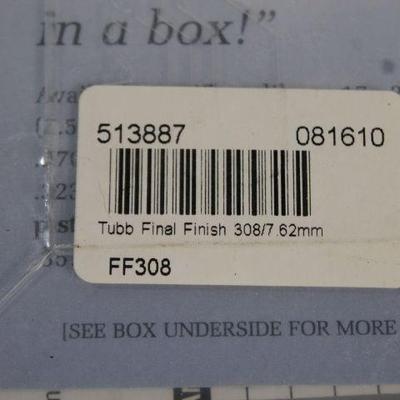 in a box!”
513887 081610
Tubb Final Finish 308/7.62mm
FF308
[SEE BOX UNDERSIDE FOR MORE